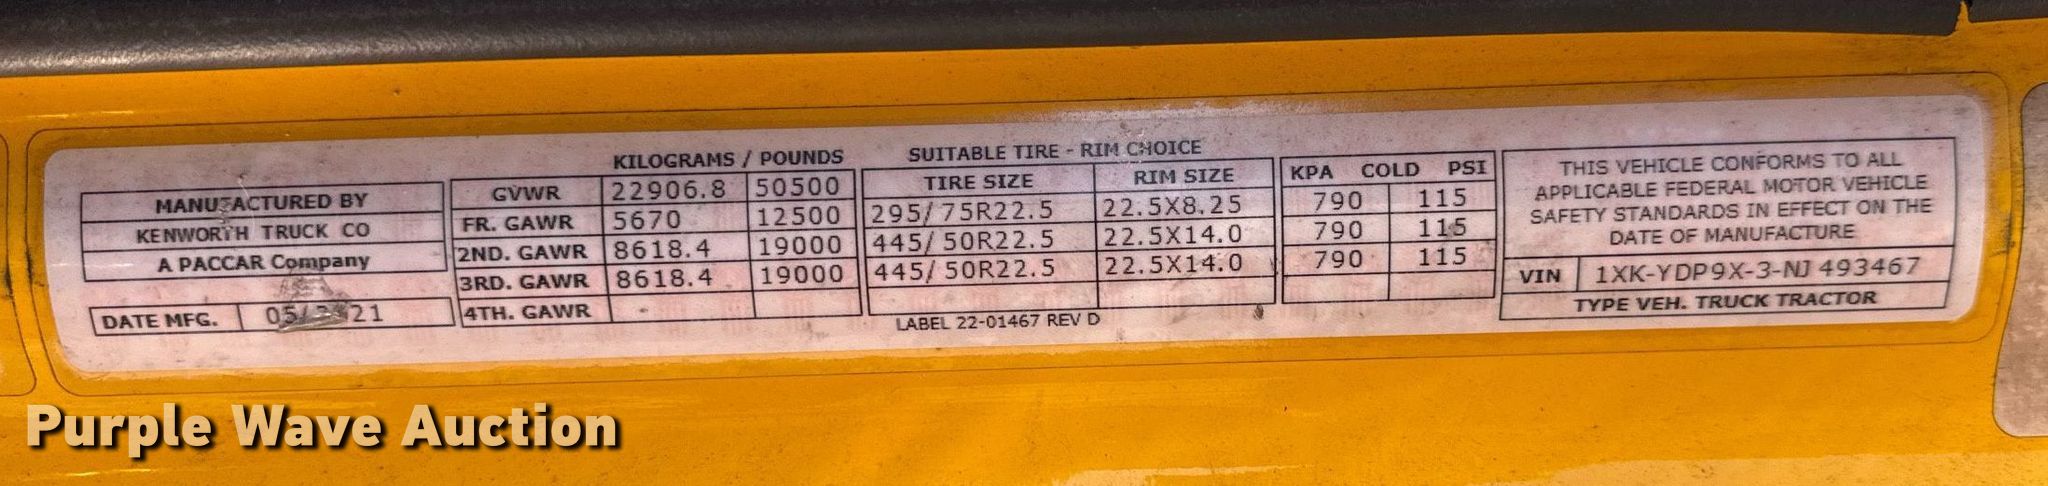 KILOGRAMS / POUNDS SUITABLE TIRE - RIM CHOICE
MANUFACTURED BY
KENWORTH TRUCK CO
A PACCAR Company
DATE MFG. 05/ 21
GVWR 22906.8 50500
FR. GAWR 5670 12500
2ND. GAWR 8618.4 19000
3RD. GAWR 8618.4 19000
4TH. GAWR
TIRE SIZE RIM SIZE
295/ 75R22.5 22.5X8.25
445/ 50R22.5 22.5X14.0
445/ 50R22.5 22.5X14.0
LABEL 22-01467 REV D
KPA COLD PSI
790 115
790 115
790 115
THIS VEHICLE CONFORMS TO ALL
APPLICABLE FEDERAL MOTOR VEHICLE
SAFETY STANDARDS IN EFFECT ON THE
DATE OF MANUFACTURE
VIN 1XK-YDP9X-3-NJ 493467
TYPE VEH. TRUCK TRACTOR
Purple Wave Auction